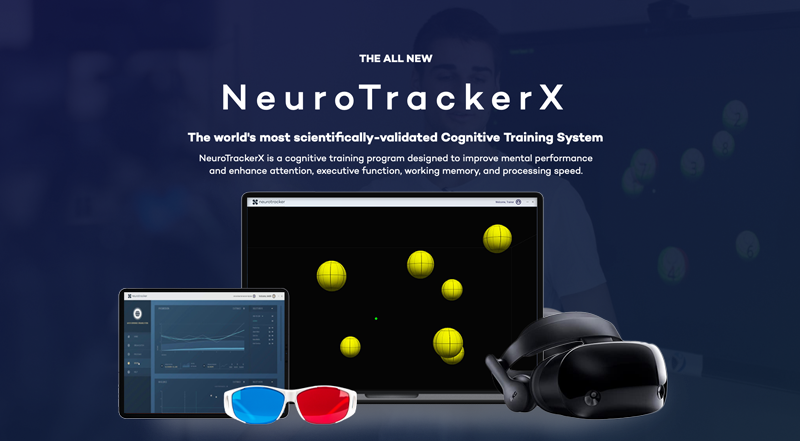 THE ALL NEW
NeuroTrackerX
The world's most scientifically-validated Cognitive Training System
NeuroTrackerX is a cognitive training program designed to improve mental performance
and enhance attention, executive function, working memory, and processing speed.
neurotracker